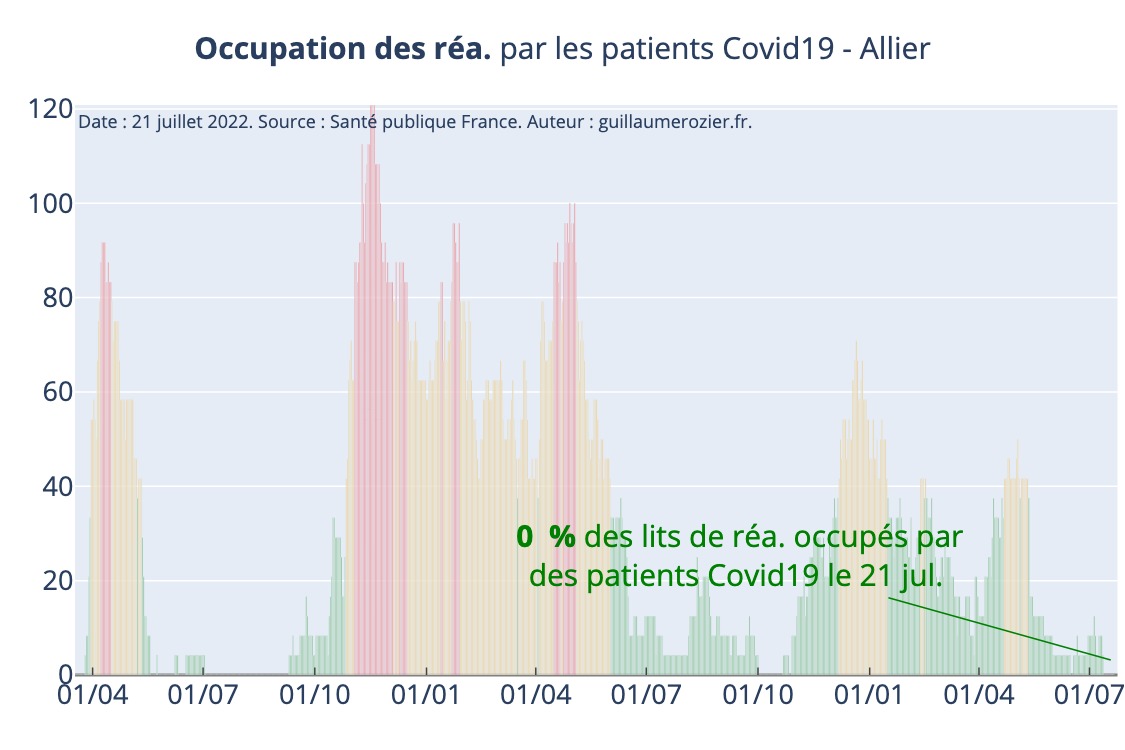 Occupation des réa. par les patients Covid19 - Allier
120
Date : 21 juillet 2022. Source : Santé publique France. Auteur : guillaumerozier.fr.
100
80
60
40
0 % des lits de réa. occupés par
des patients Covid19 le 21 jul.
20
0
01/04 01/07 01/10 01/01 01/04 01/07 01/10 01/01 01/04 01/07